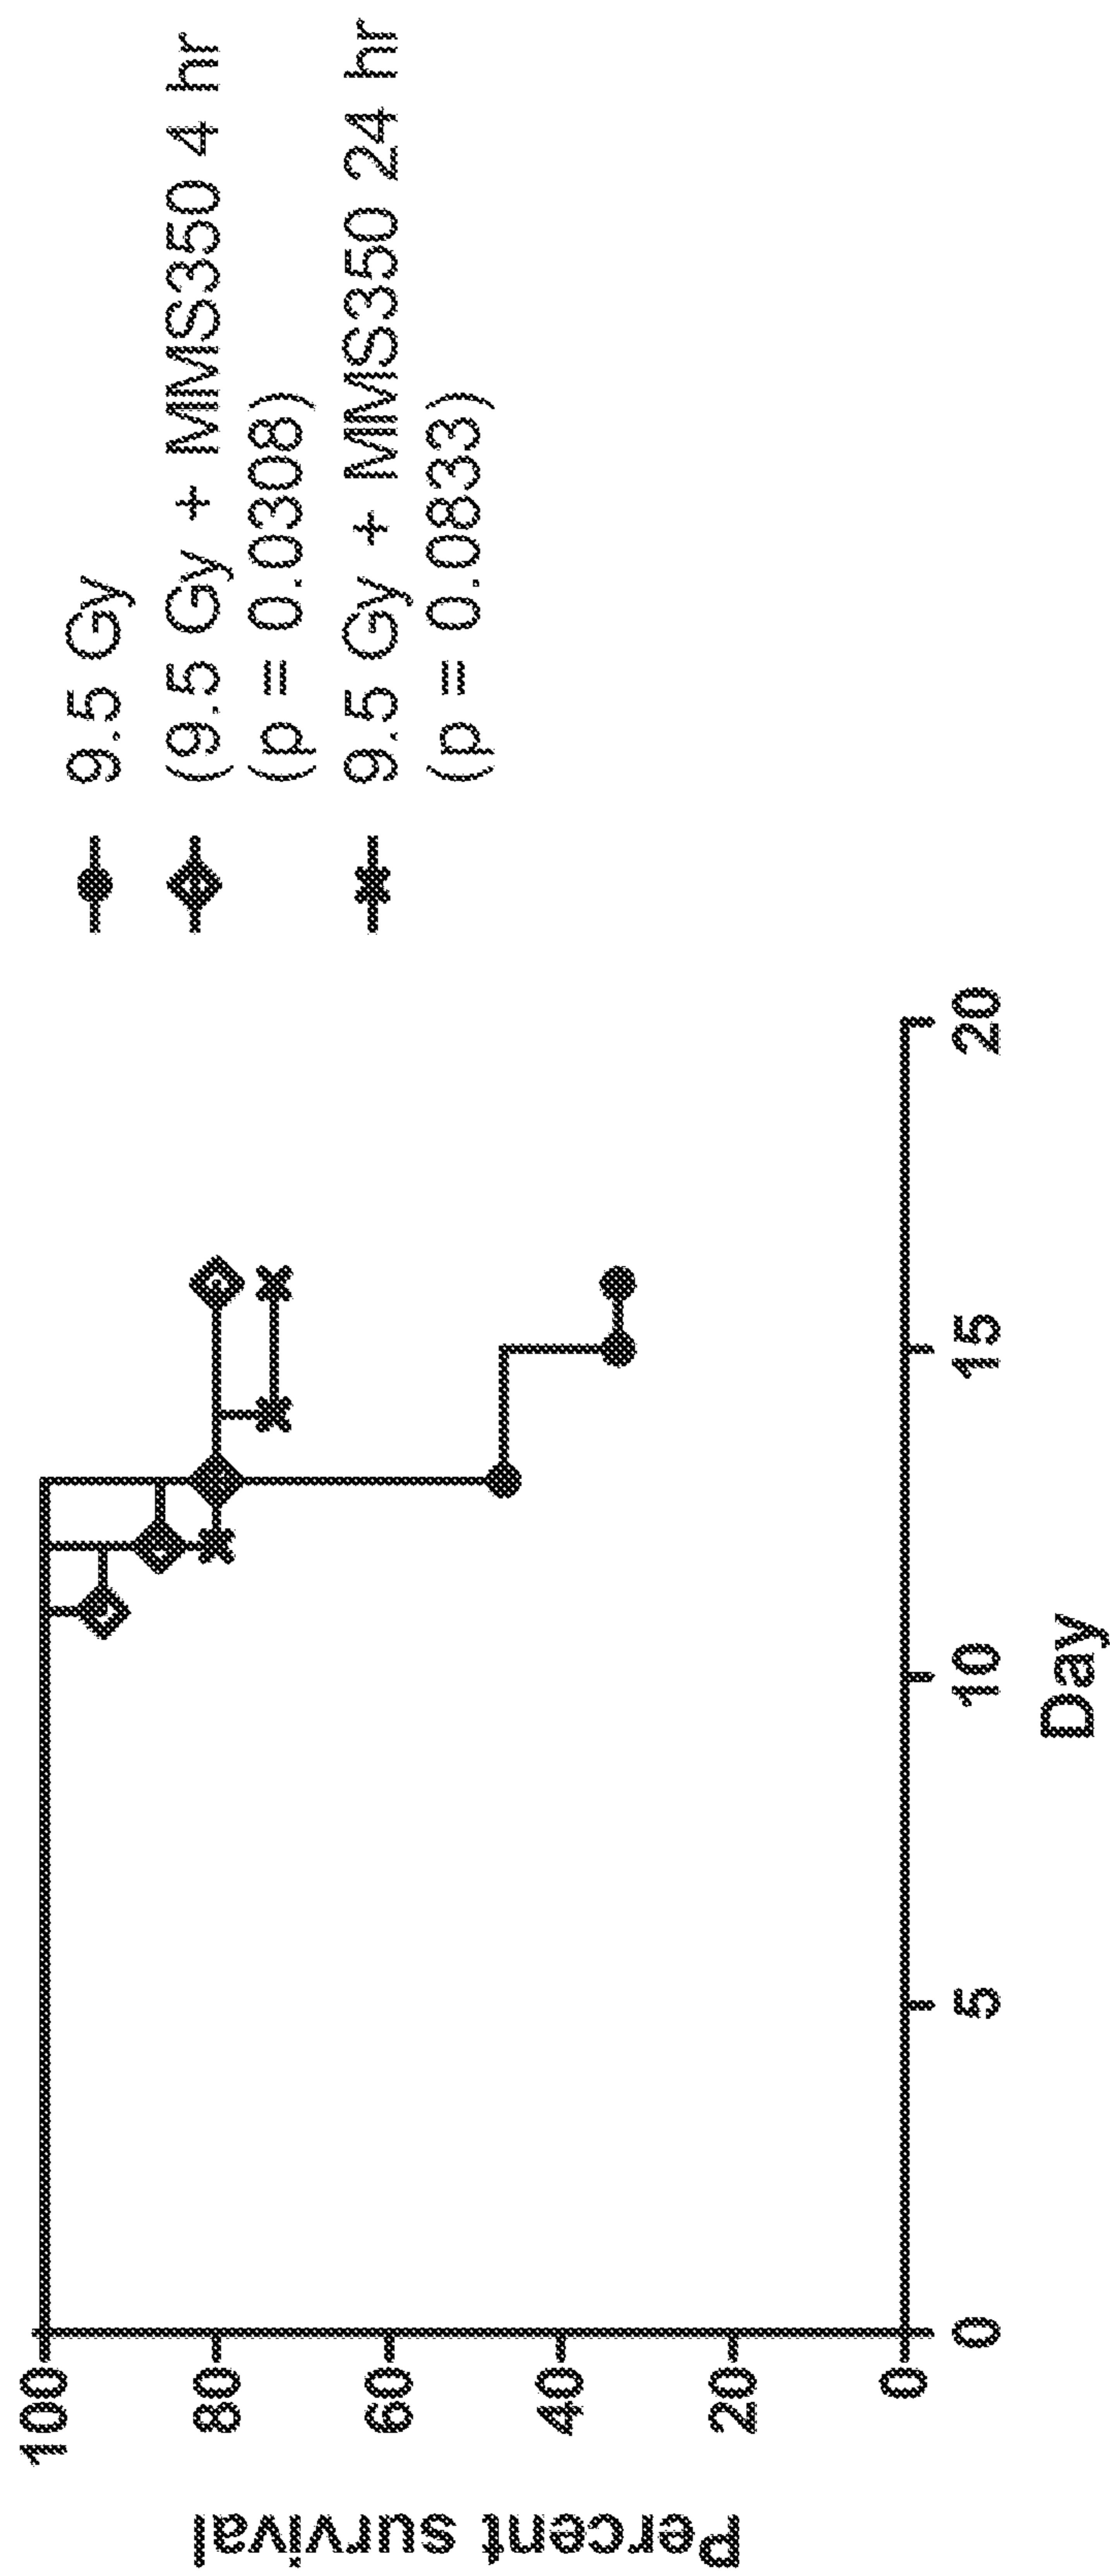 9.5 Gy
(9.5 Gy + MMS350 4 hr
(p = 0.0308)
9.5 Gy + MMS350 24 hr
(p = 0.0833)
Percent survival
100
80
60
40
20
0
0 5 10 15 20
Day